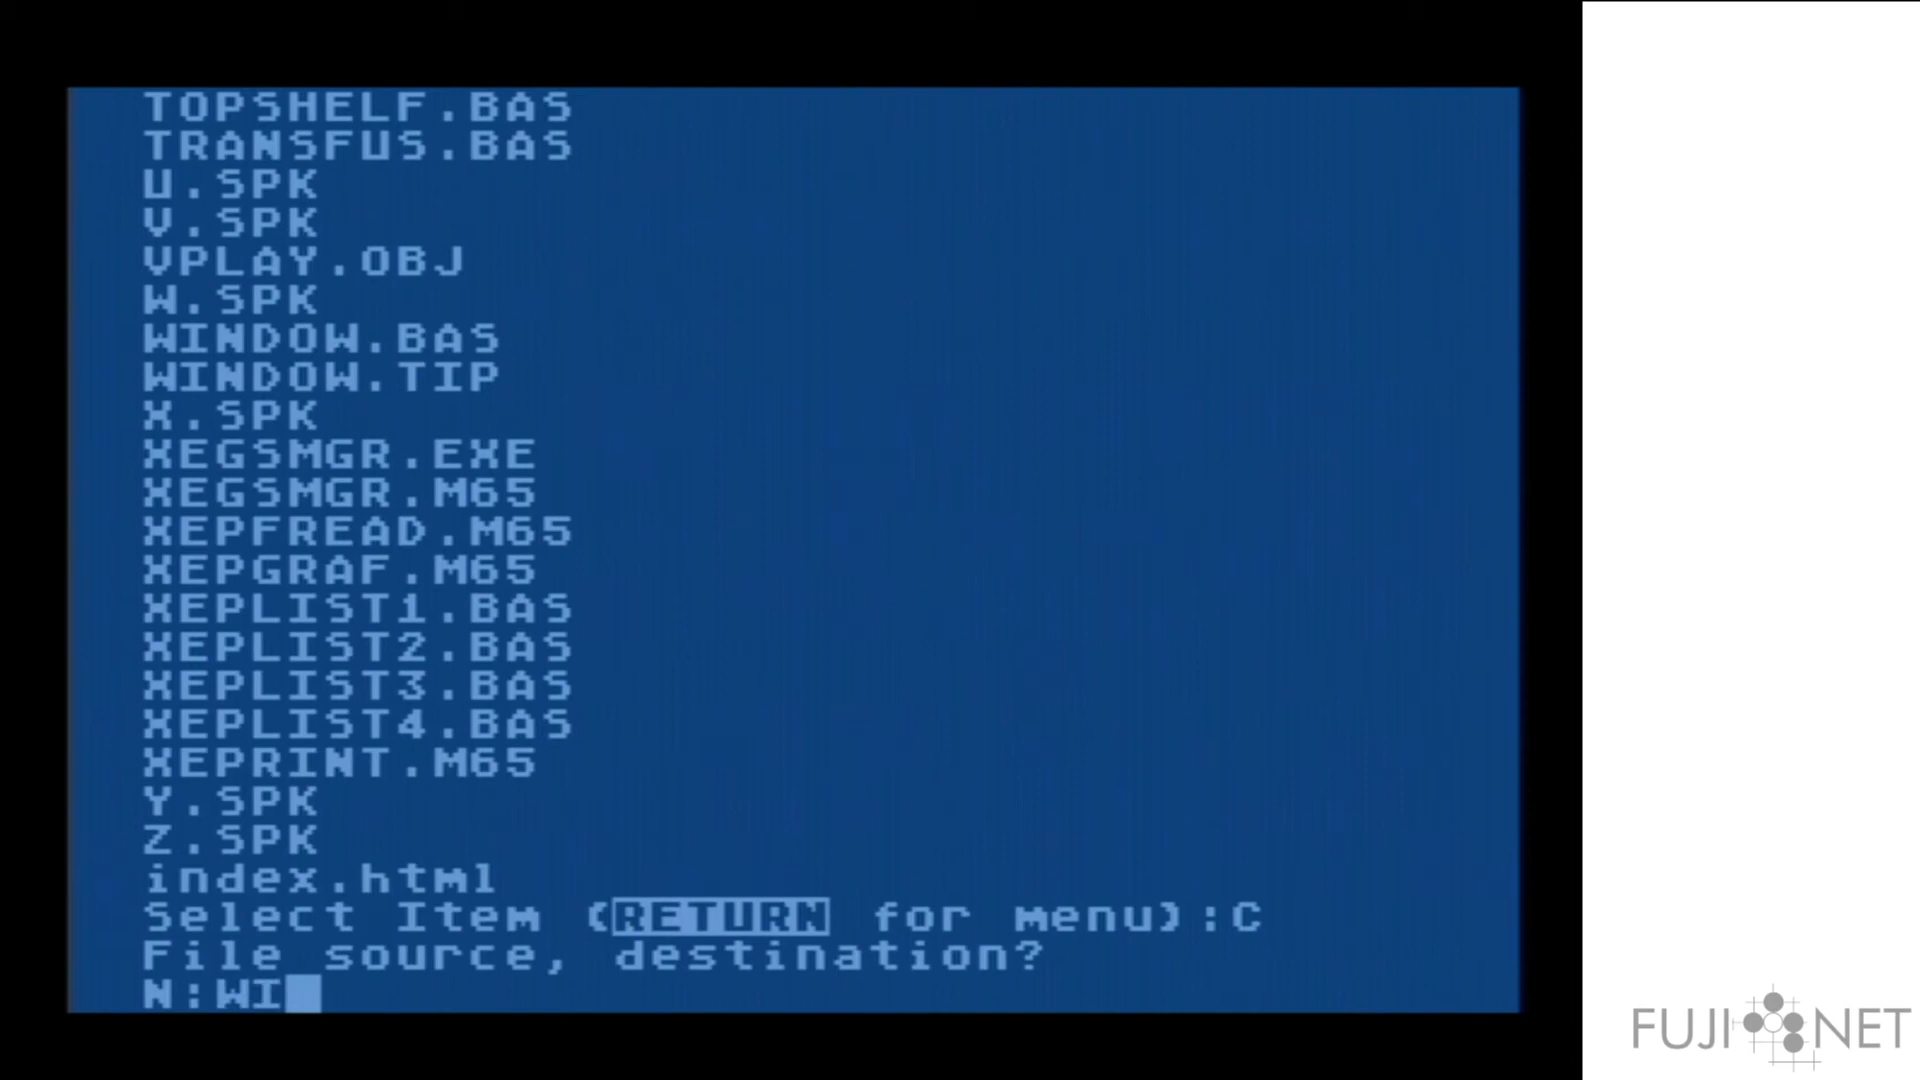 TOPSHELF.BAS
TRANSFUS.BAS
U.SPK
V.SPK
VPLAY.OBJ
W.SPK
WINDOW.BAS
WINDOW.TIP
X.SPK
XEGSMGR.EXE
XEGSMGR.M65
XEPFREAD.M65
XEPGRAF.M65
XEPLIST1.BAS
XEPLIST2.BAS
XEPLIST3.BAS
XEPLIST4.BAS
XEPRINT.M65
Y.SPK
Z.SPK
index.html
Select Item (RETURN for menu):C
File source, destination?
N:WI
FUJINET